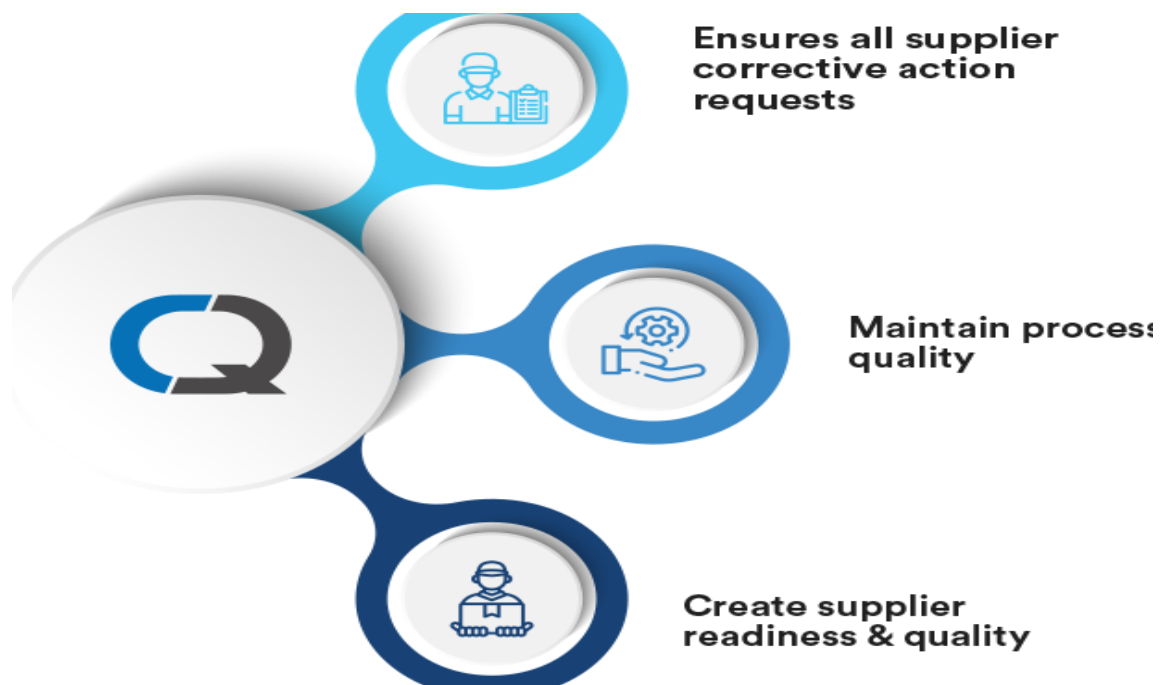 Ensures all supplier
corrective action
requests
CQ
Maintain process
quality
Create supplier
readiness & quality